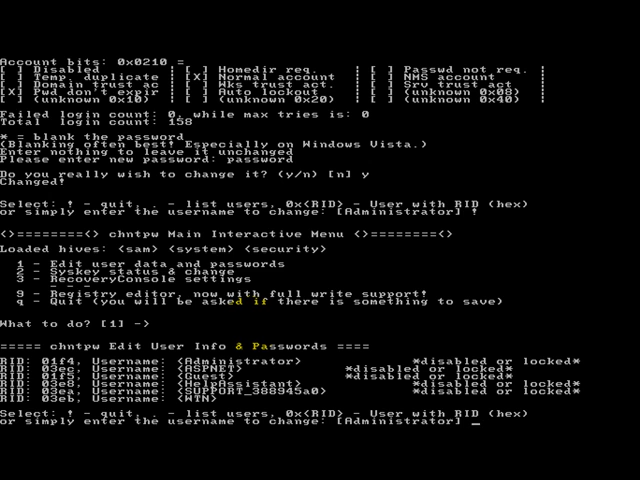 Account bits: 0x0210 =
[ ] Disabled | [ ] Homedir req. | [ ] Passwd not req. |
[ ] Temp. duplicate | [X] Normal account | [ ] NMS account |
[ ] Domain trust ac | [ ] Wks trust act. | [ ] Srv trust act |
[X] Pwd don't expir | [ ] Auto lockout | [ ] (unknown 0x08) |
[ ] (unknown 0x10) | [ ] (unknown 0x20) | [ ] (unknown 0x40) |
Failed login count: 0, while max tries is: 0
Total login count: 158
* = blank the password
(Blanking often best! Especially on Windows Vista.)
Enter nothing to leave it unchanged
Please enter new password: password
Do you really wish to change it? (y/n) [n] y
Changed!
Select: ! - quit, . - list users, 0x<RID> - User with RID (hex)
or simply enter the username to change: [Administrator] !
<>========<> chntpw Main Interactive Menu <>========<>
Loaded hives: <sam> <system> <security>
1 - Edit user data and passwords
2 - Syskey status & change
3 - RecoveryConsole settings
- - -
9 - Registry editor, now with full write support!
q - Quit (you will be asked if there is something to save)
What to do? [1] ->
===== chntpw Edit User Info & Passwords ====
RID: 01f4, Username: <Administrator> *disabled or locked*
RID: 03ec, Username: <ASPNET> *disabled or locked*
RID: 01f5, Username: <Guest> *disabled or locked*
RID: 03e8, Username: <HelpAssistant> *disabled or locked*
RID: 03ea, Username: <SUPPORT_388945a0> *disabled or locked*
RID: 03eb, Username: <WTN>
Select: ! - quit, . - list users, 0x<RID> - User with RID (hex)
or simply enter the username to change: [Administrator] _